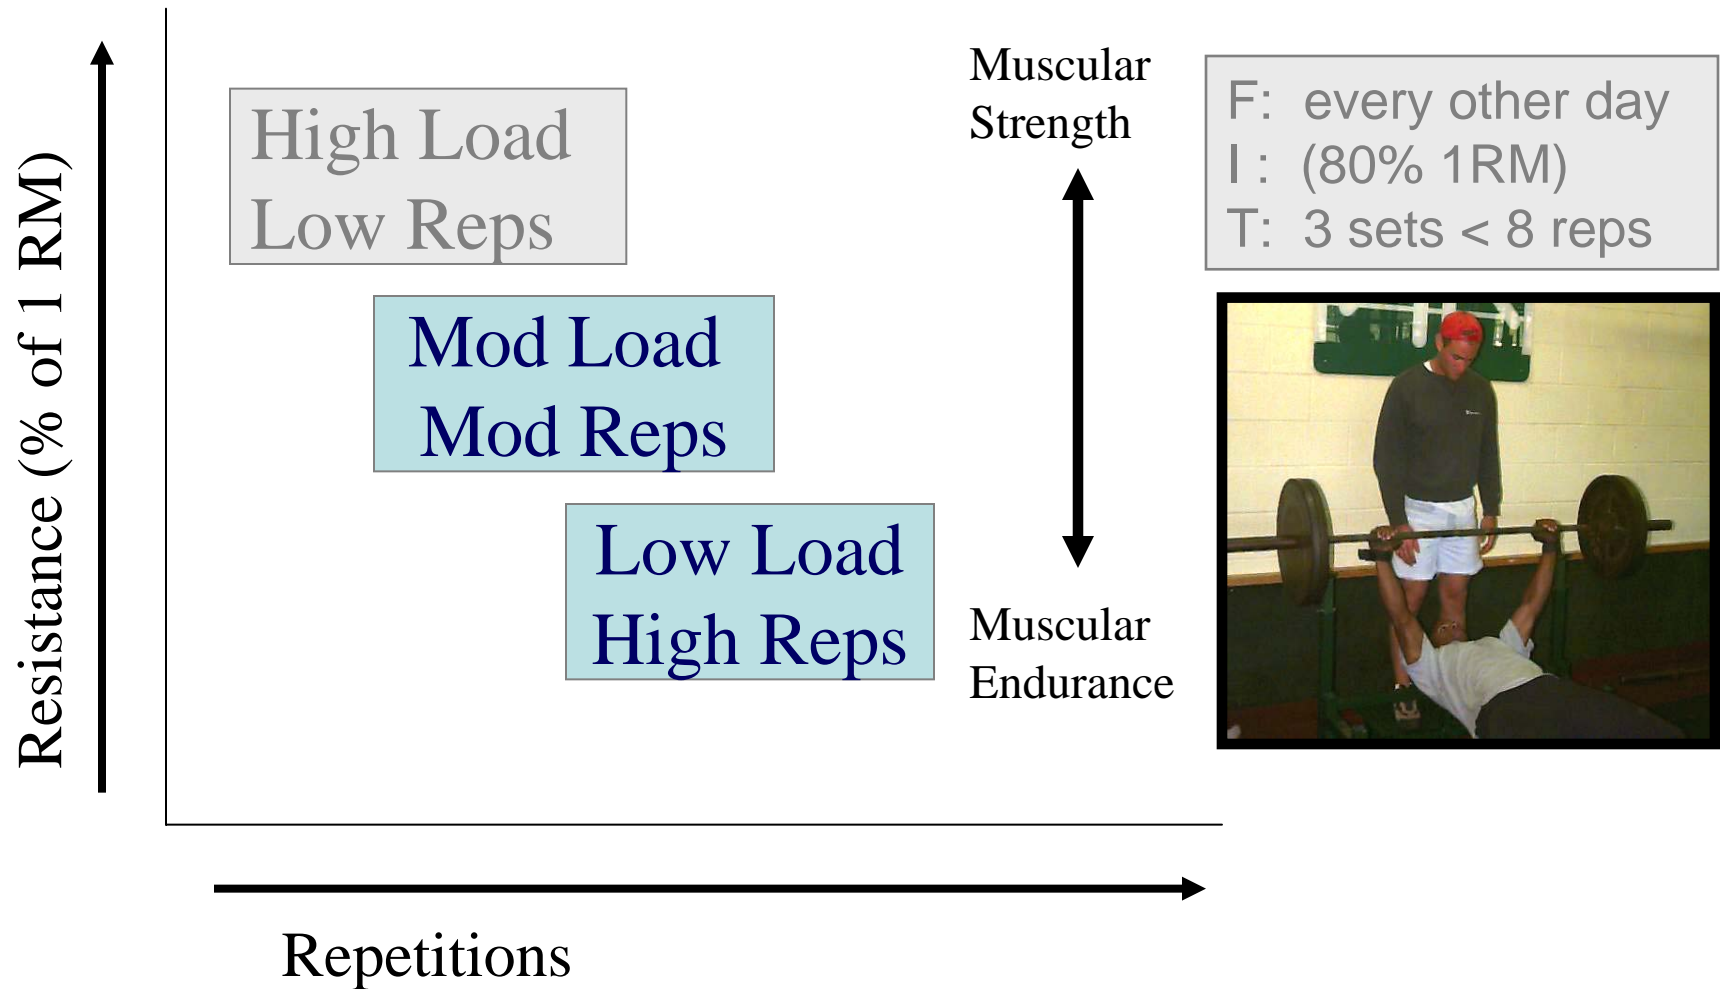 Resistance (% of 1 RM)
High Load
Low Reps
Mod Load
Mod Reps
Low Load
High Reps
Muscular
Strength
Muscular
Endurance
F: every other day
I : (80% 1RM)
T: 3 sets < 8 reps
Repetitions